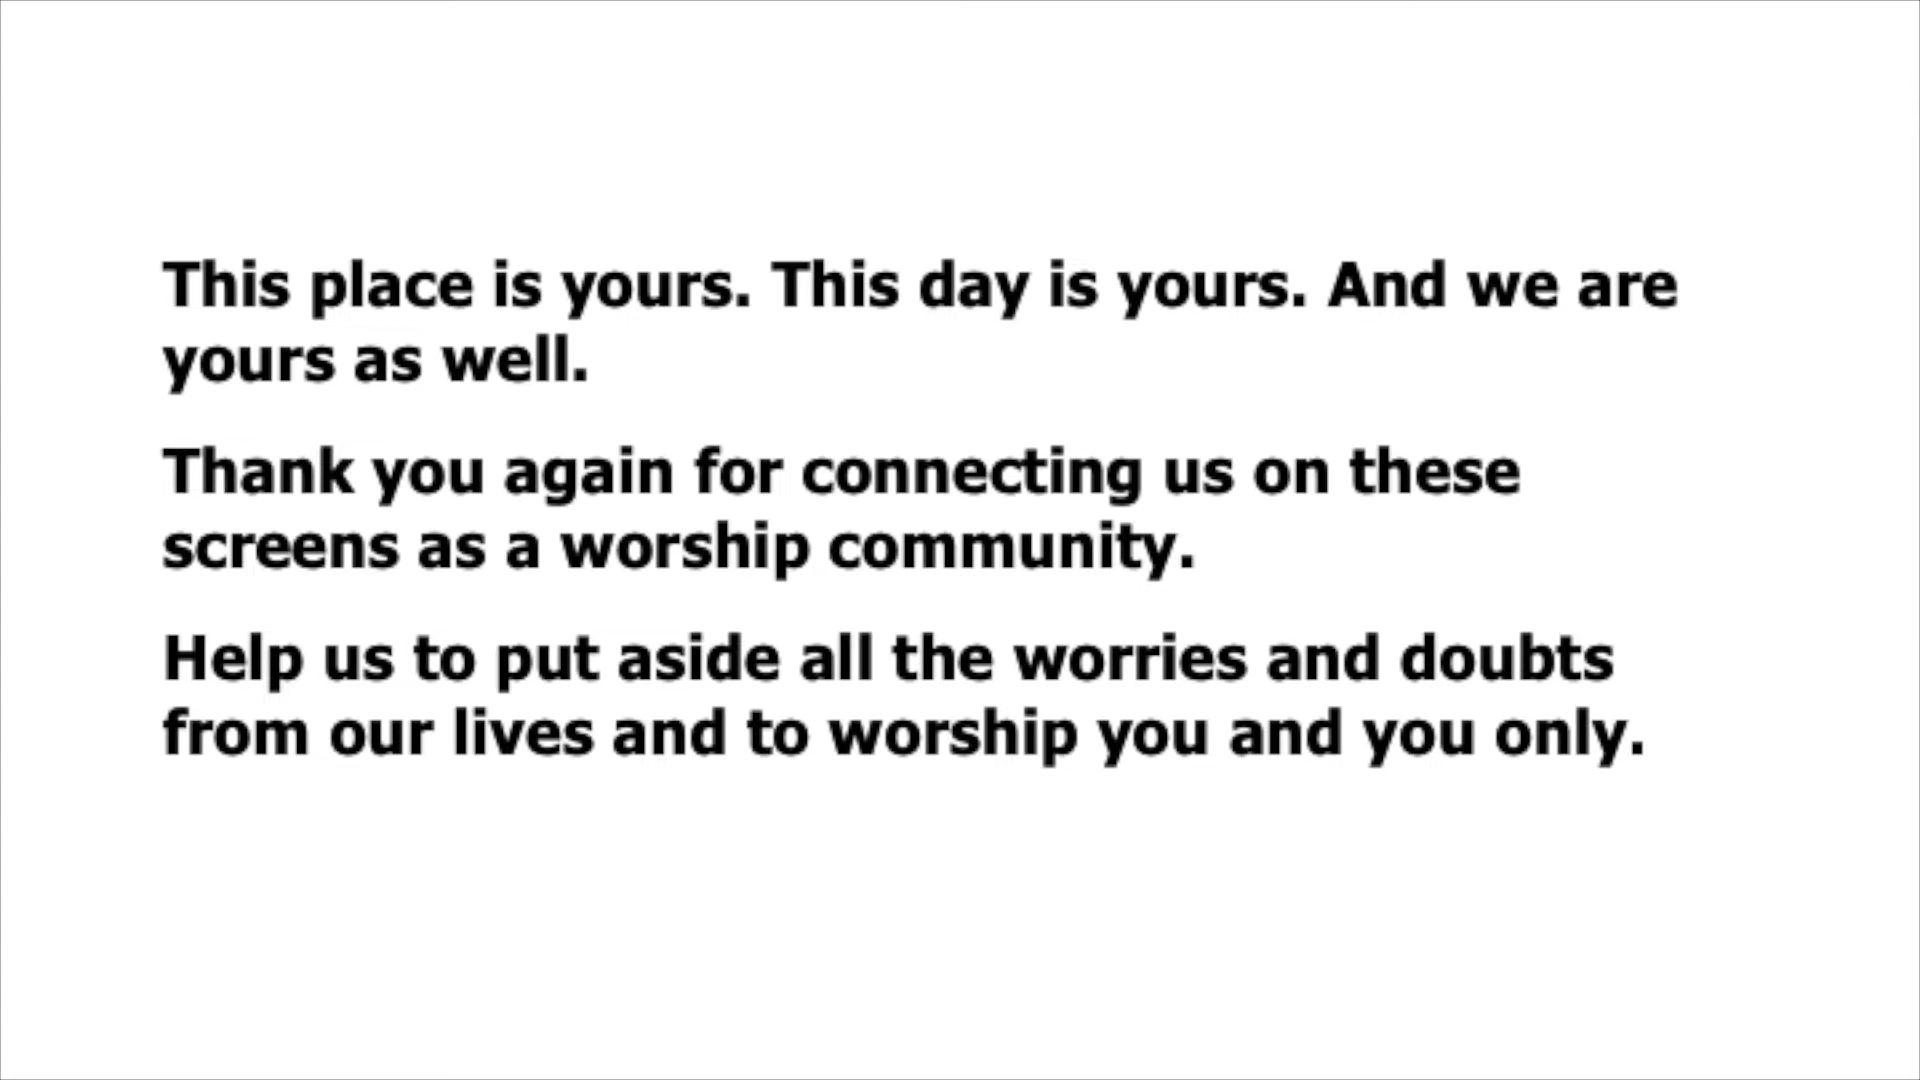 This place is yours. This day is yours. And we are
yours as well.
Thank you again for connecting us on these
screens as a worship community.
Help us to put aside all the worries and doubts
from our lives and to worship you and you only.